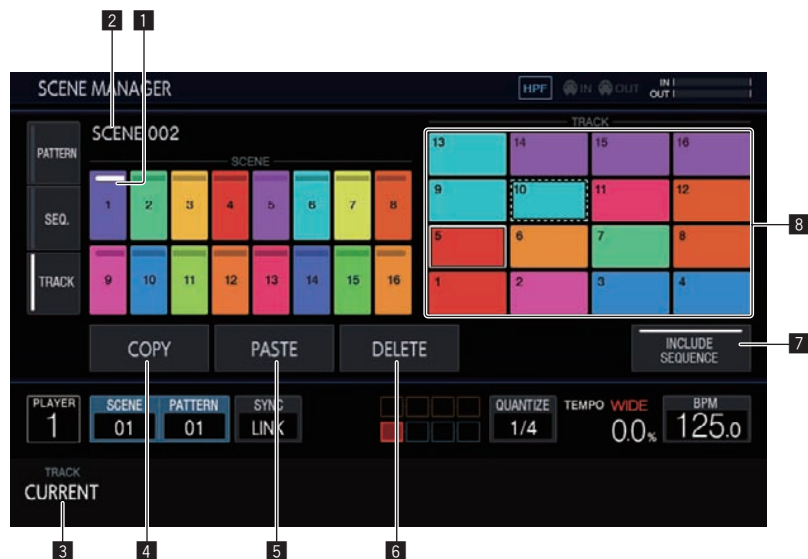 2 1
SCENE MANAGER HPF IN OUT IN
OUT
TRACK
PATTERN SCENE 002 13 14 15 16
SCENE
SEQ. 1 2 3 4 5 6 7 8 9 10 11 12
8
5 6 7 8
TRACK 9 10 11 12 13 14 15 16 1 2 3 4
COPY PASTE DELETE INCLUDE
SEQUENCE 7
PLAYER SCENE PATTERN SYNC QUANTIZE TEMPO WIDE BPM
1 01 01 LINK 1/4 0.0% 125.0
TRACK
CURRENT
3 4 5 6